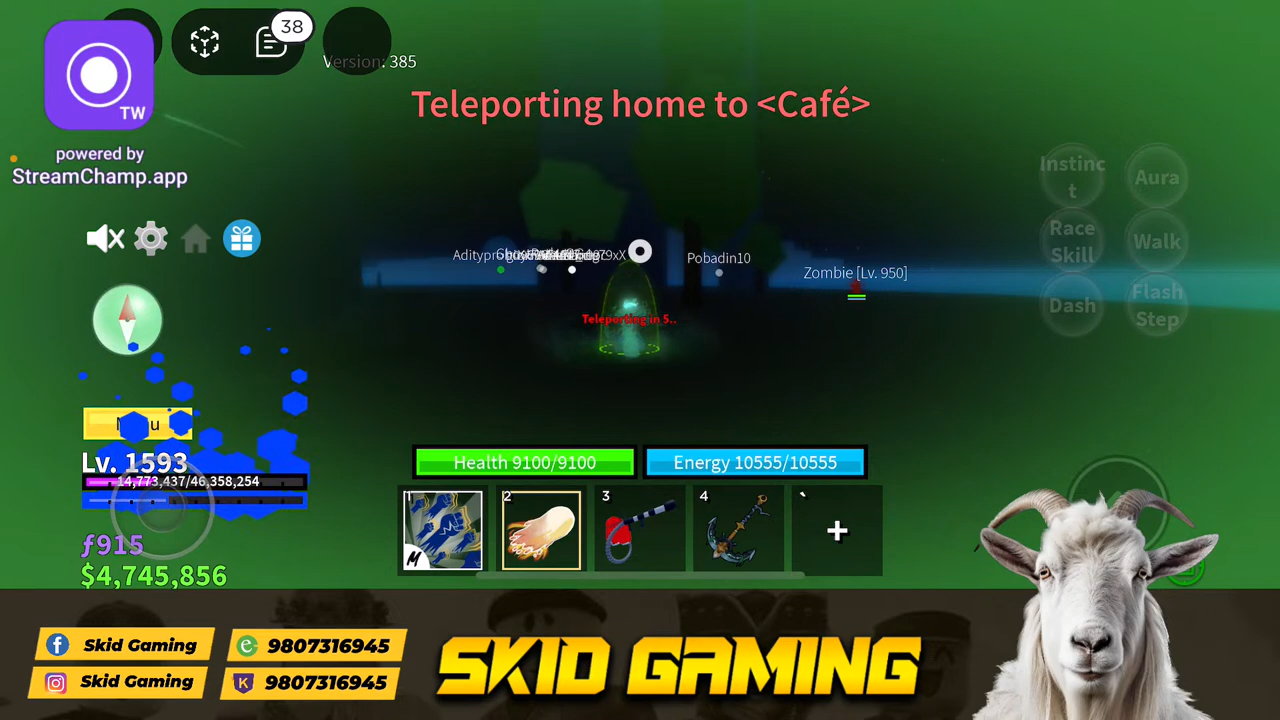 38
Version: 385
TW
powered by
StreamChamp.app
Teleporting home to <Café>
Instinc
t
Aura
Race
Skill
Walk
Dash
Flash
Step
Pobadin10
Zombie [Lv. 950]
Teleporting in 5..
Lv. 1593
14,773,437/46,358,254
ƒ915
$4,745,856
Health 9100/9100
Energy 10555/10555
1
M
2
3
4
+
Skid Gaming
9807316945
Skid Gaming
9807316945
SKID GAMING